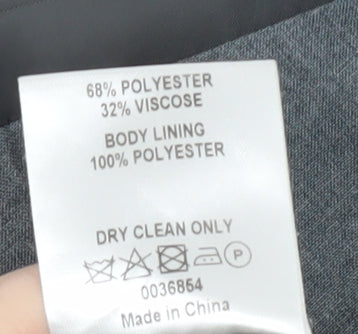 68% POLYESTER
32% VISCOSE
BODY LINING
100% POLYESTER
DRY CLEAN ONLY
P
0036854
Made in China